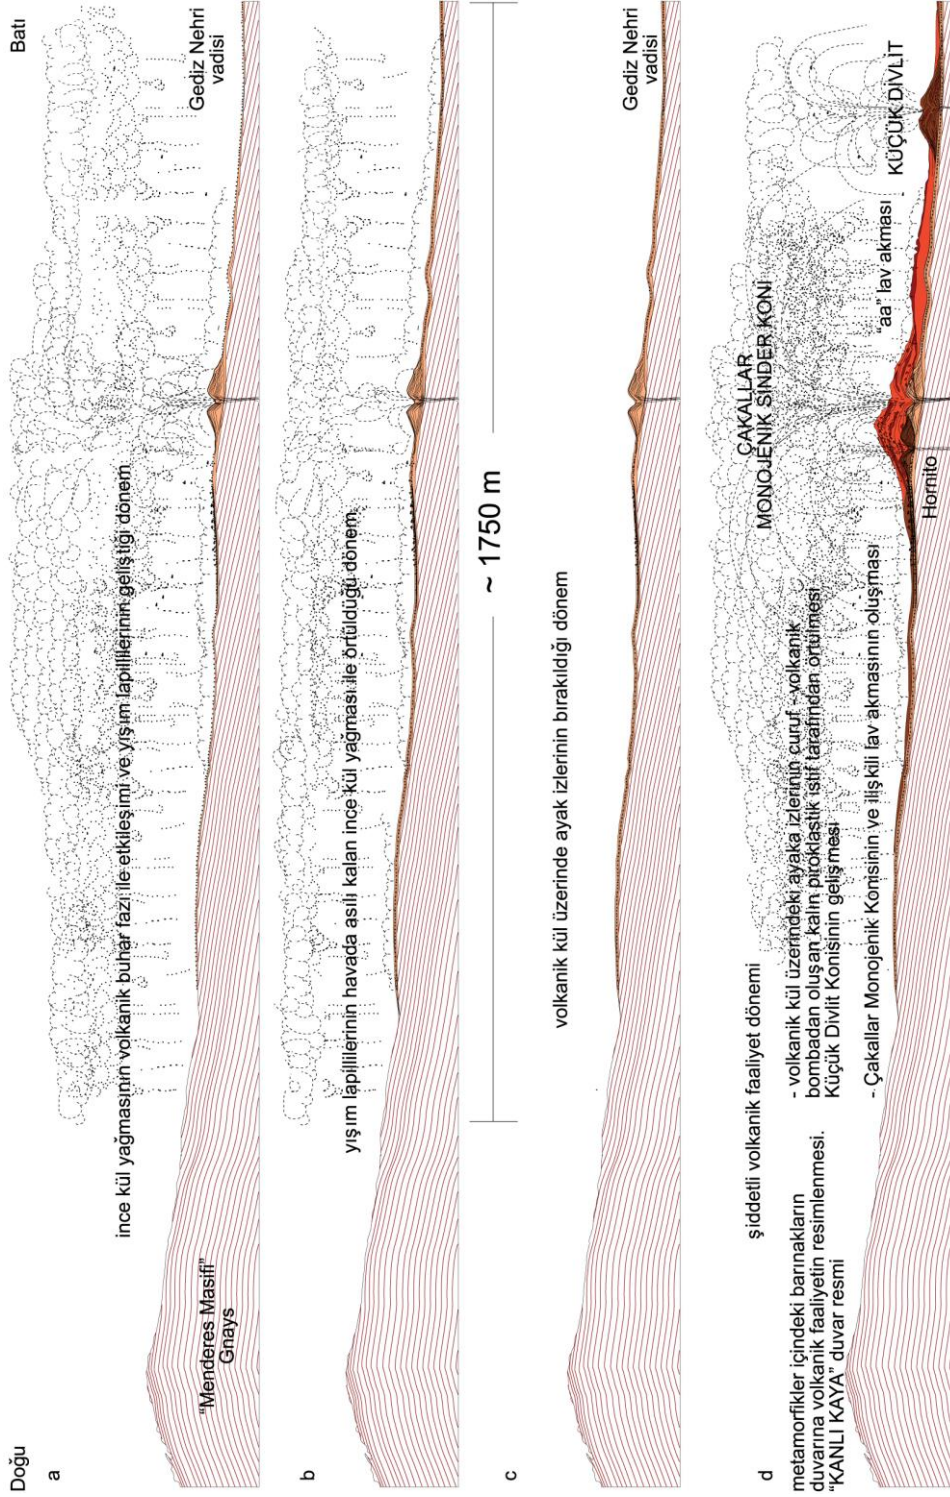 Doğu
Batı
a
ince kül yağmasının volkanik buhar fazı ile etkileşimi ve yışım lapillilerinin geliştiği dönem
"Menderes Masifi"
Gnays
Gediz Nehri
vadisi
b
yışım lapillilerinin havada asılı kalan ince kül yağması ile örtüldüğü dönem
~ 1750 m
c
volkanik kül üzerinde ayak izlerinin bırakıldığı dönem
Gediz Nehri
vadisi
d
şiddetli volkanik faaliyet dönemi
metamorfikler içindeki barınakların
duvarına volkanik faaliyetin resimlenmesi.
"KANLI KAYA" duvar resmi
- volkanik kül üzerindeki ayaka izlerinin curuf - volkanik
bombadan oluşan kalın piroklastik istif tarafından örtülmesi
Küçük Divlit Konisinin gelişmesi
- Çakallar Monojenik Konisinin ve ilişkili lav akmasının oluşması
ÇAKALLAR
MONOJENİK SİNDER KONİ
Hornito
"aa" lav akması
KÜÇÜK DİVLİT